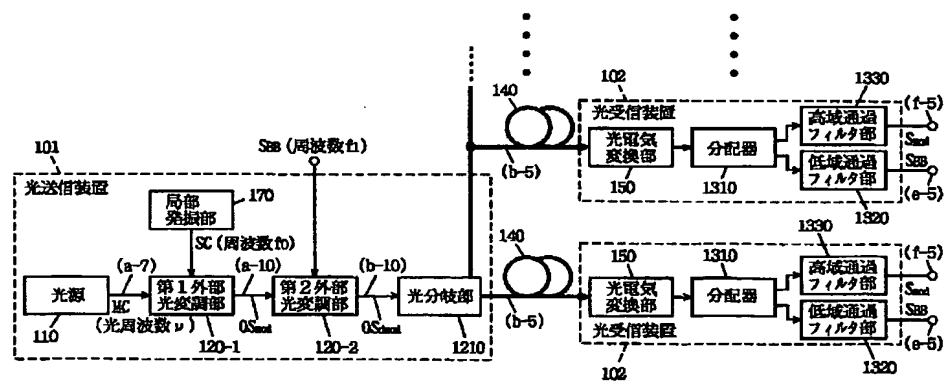 101
光送信装置
局部
発振部
170
SC(周波数f0)
SBB(周波数f1)
光源
110
MC
(光周波数ν)
(a-7)
第1外部
光変調部
120-1
(a-10)
OSmod
第2外部
光変調部
120-2
(b-10)
OSdmod
光分岐部
1210
140
(b-5)
102
光受信装置
光電気
変換部
150
分配器
1310
1330
高域通過
フィルタ部
(f-5)
Smod
低域通過
フィルタ部
SBB
(e-5)
1320
140
(b-5)
150
光電気
変換部
光受信装置
102
1310
分配器
1330
高域通過
フィルタ部
(f-5)
Smod
低域通過
フィルタ部
SBB
(e-5)
1320